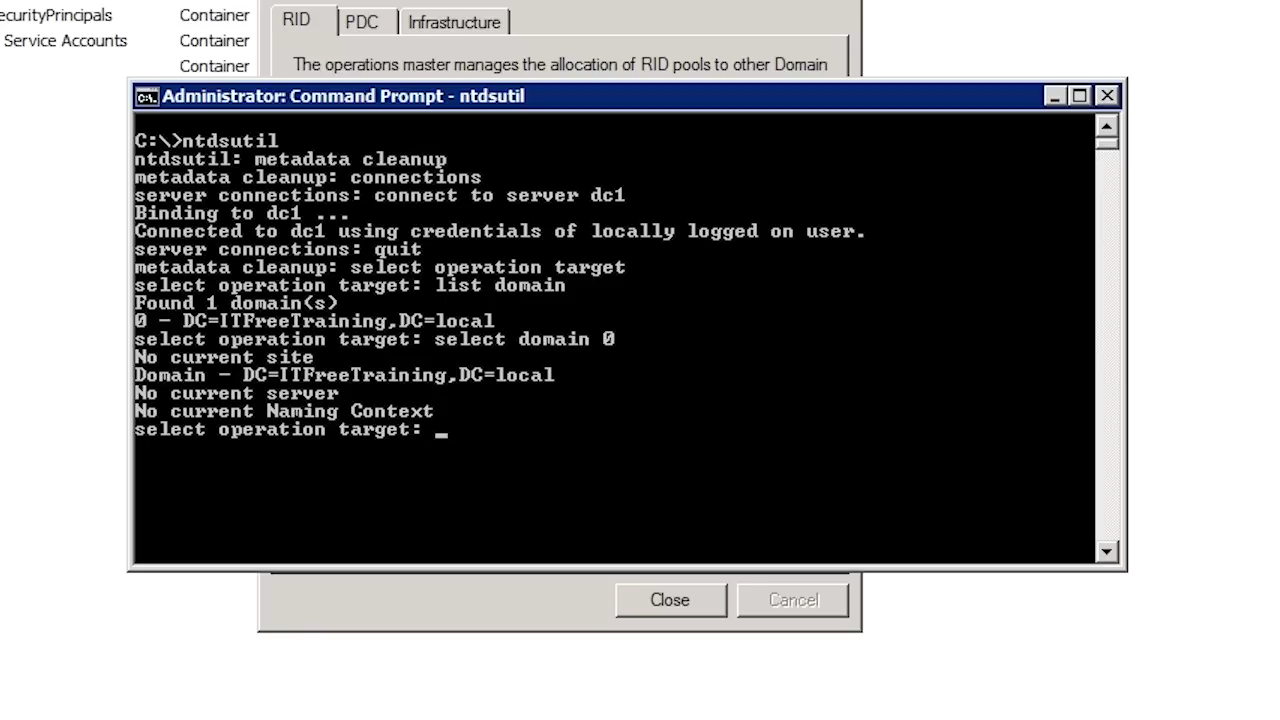 ecurityPrincipals Container
Service Accounts Container
Container
RID PDC Infrastructure
The operations master manages the allocation of RID pools to other Domain
Administrator: Command Prompt - ntdsutil
C:\>ntdsutil
ntdsutil: metadata cleanup
metadata cleanup: connections
server connections: connect to server dc1
Binding to dc1 ...
Connected to dc1 using credentials of locally logged on user.
server connections: quit
metadata cleanup: select operation target
select operation target: list domain
Found 1 domain(s)
0 - DC=ITFreeTraining,DC=local
select operation target: select domain 0
No current site
Domain - DC=ITFreeTraining,DC=local
No current server
No current Naming Context
select operation target: _
Close Cancel